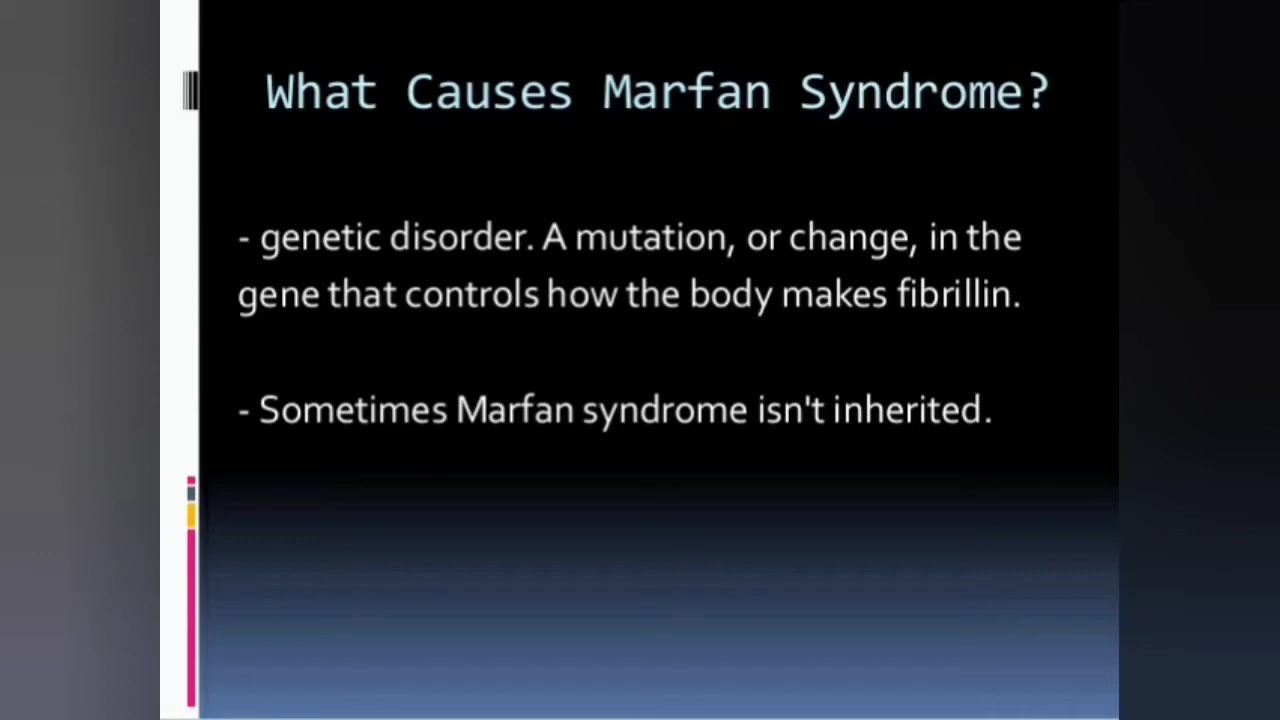 What Causes Marfan Syndrome?
- genetic disorder. A mutation, or change, in the
gene that controls how the body makes fibrillin.
- Sometimes Marfan syndrome isn't inherited.